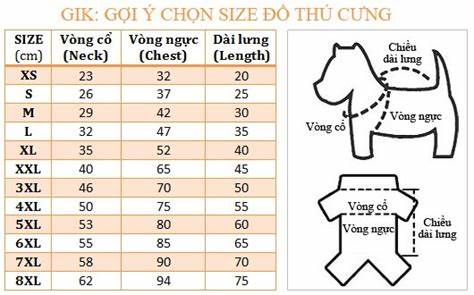 GIK: GỢI Ý CHỌN SIZE ĐỒ THÚ CƯNG
SIZE (cm) Vòng cổ (Neck) Vòng ngực (Chest) Dài lưng (Length)
XS 23 32 20
S 26 37 25
M 29 42 30
L 32 47 35
XL 35 52 40
XXL 40 65 45
3XL 46 70 50
4XL 50 75 55
5XL 53 80 60
6XL 55 85 65
7XL 58 90 70
8XL 62 94 75
Chiều
dài lưng
Vòng ngực
Vòng cổ
Vòng cổ
Vòng ngực
Chiều
dài lưng